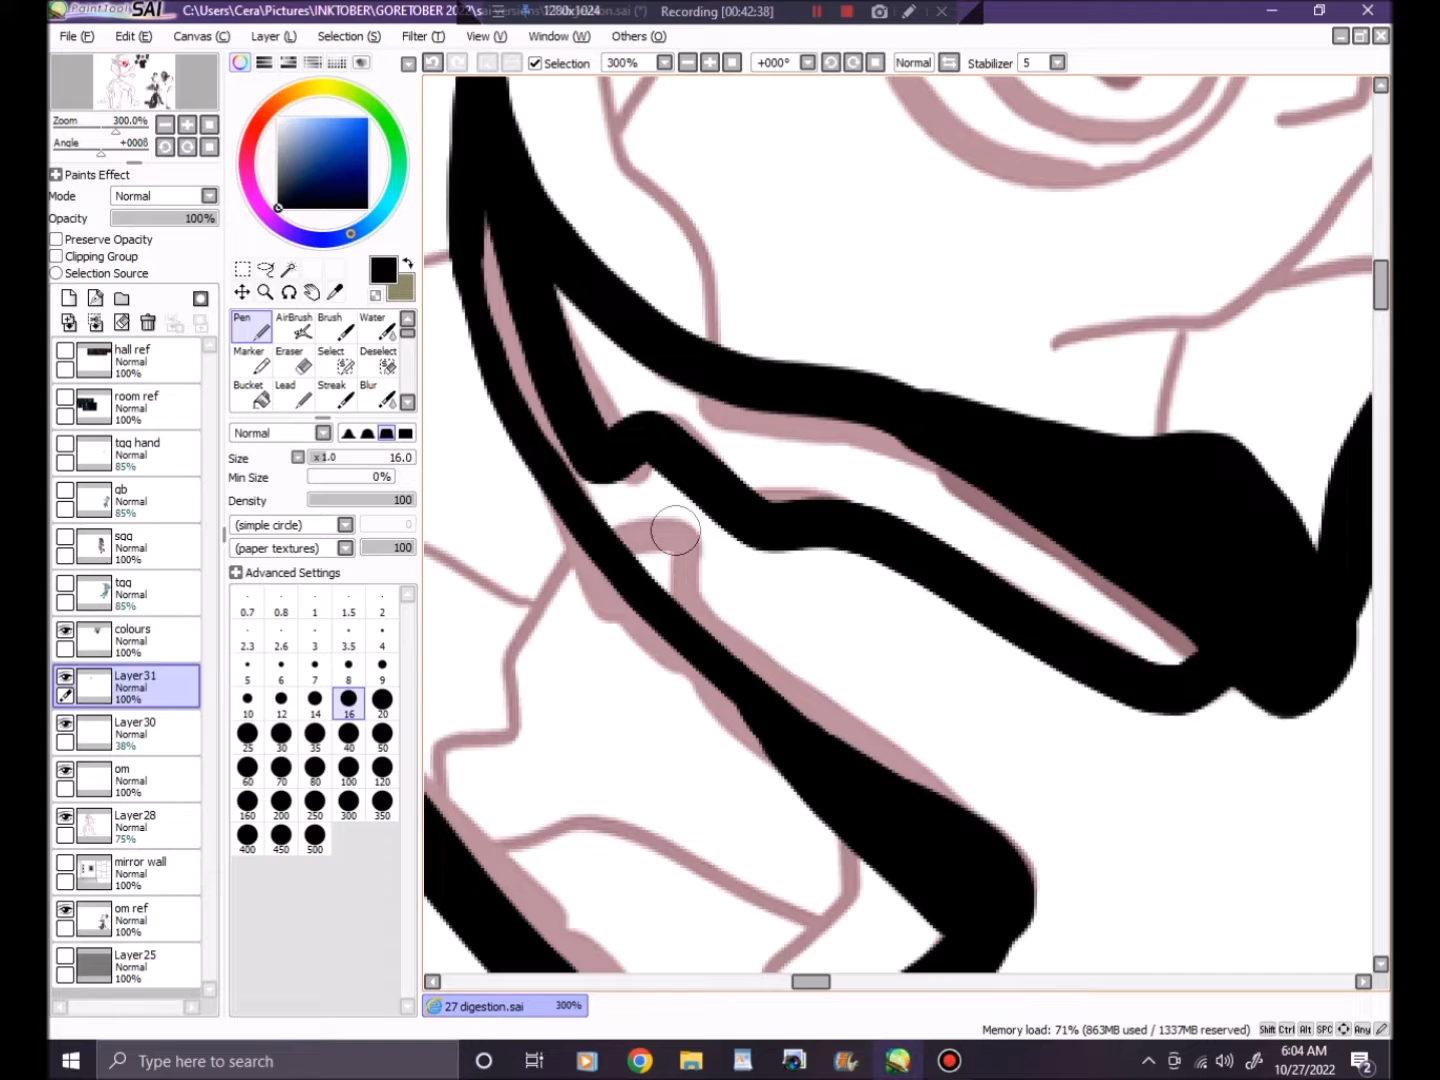 PaintTool SAI C:\Users\Cera\Pictures\INKTOBER\GORETOBER 2022\ 1280x1024 Recording [00:42:38]
File (F) Edit (E) Canvas (C) Layer (L) Selection (S) Filter (T) View (V) Window (W) Others (O)
Selection 300% +000° Normal Stabilizer 5
Zoom 300.0%
Angle
Paints Effect
Mode Normal
Opacity 100%
Preserve Opacity
Clipping Group
Selection Source
hall ref
Normal
100%
room ref
Normal
100%
tgg hand
Normal
85%
Normal
85%
Normal
100%
tgg
Normal
85%
colours
Normal
100%
Layer31
Normal
100%
Layer30
Normal
38%
om
Normal
100%
Layer28
Normal
75%
mirror wall
Normal
100%
om ref
Normal
100%
Layer25
Normal
100%
Pen AirBrush Brush Water
Marker Eraser Select Deselect
Bucket Lead Streak Blur
Normal
Size x1.0 16.0
Min Size 0%
Density 100
(simple circle) 0
(paper textures) 100
Advanced Settings
0.7 0.8 1 1.5 2
2.3 2.6 3 3.5 4
5 6 7 8 9
10 12 14 16 20
25 30 35 40 50
60 70 80 100 120
160 200 250 300 350
400 450 500
27 digestion.sai 300%
Memory load: 71% (863MB used / 1337MB reserved) Shift Ctrl Alt SPC Any
Type here to search
6:04 AM
10/27/2022
2